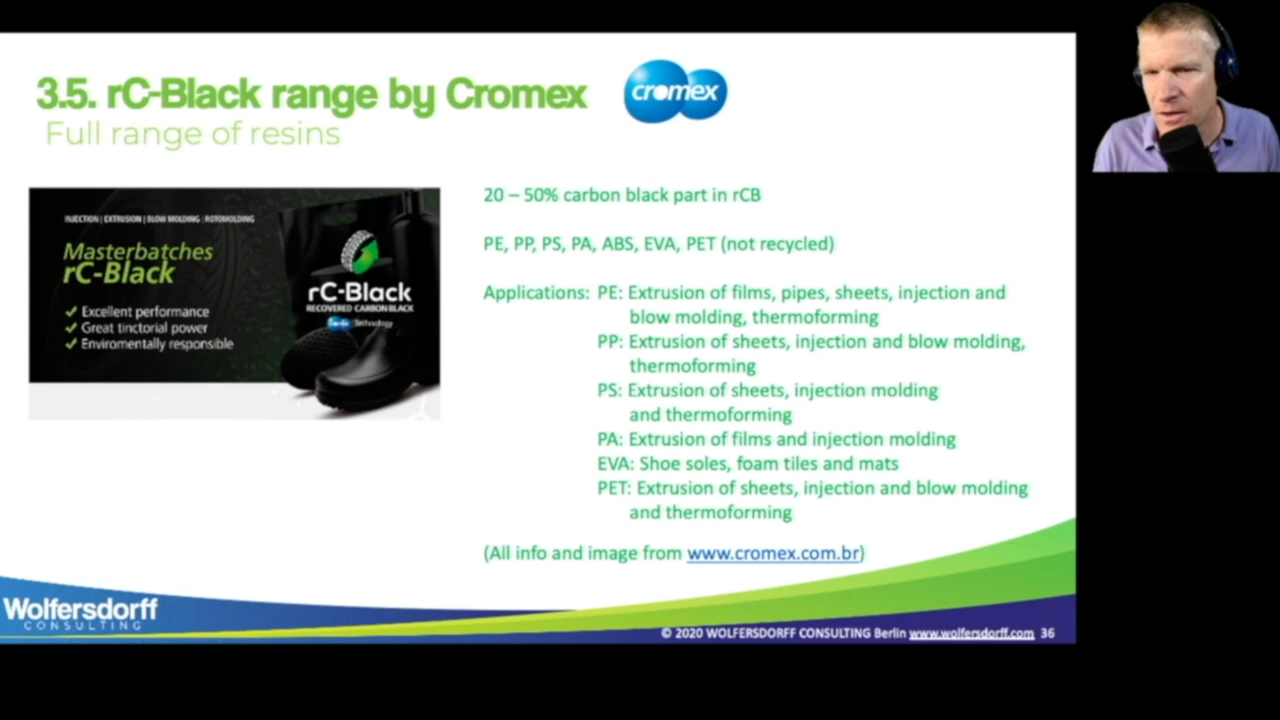 3.5. rC-Black range by Cromex
cromex
Full range of resins
INJECTION | EXTRUSION | BLOW MOLDING | ROTOMOLDING
Masterbatches
rC-Black
✓ Excellent performance
✓ Great tinctorial power
✓ Enviromentally responsible
rC-Black
RECOVERED CARBON BLACK
Technology
20 – 50% carbon black part in rCB
PE, PP, PS, PA, ABS, EVA, PET (not recycled)
Applications: PE: Extrusion of films, pipes, sheets, injection and
blow molding, thermoforming
PP: Extrusion of sheets, injection and blow molding,
thermoforming
PS: Extrusion of sheets, injection molding
and thermoforming
PA: Extrusion of films and injection molding
EVA: Shoe soles, foam tiles and mats
PET: Extrusion of sheets, injection and blow molding
and thermoforming
(All info and image from www.cromex.com.br)
Wolfersdorff
CONSULTING
© 2020 WOLFERSDORFF CONSULTING Berlin www.wolfersdorff.com 36